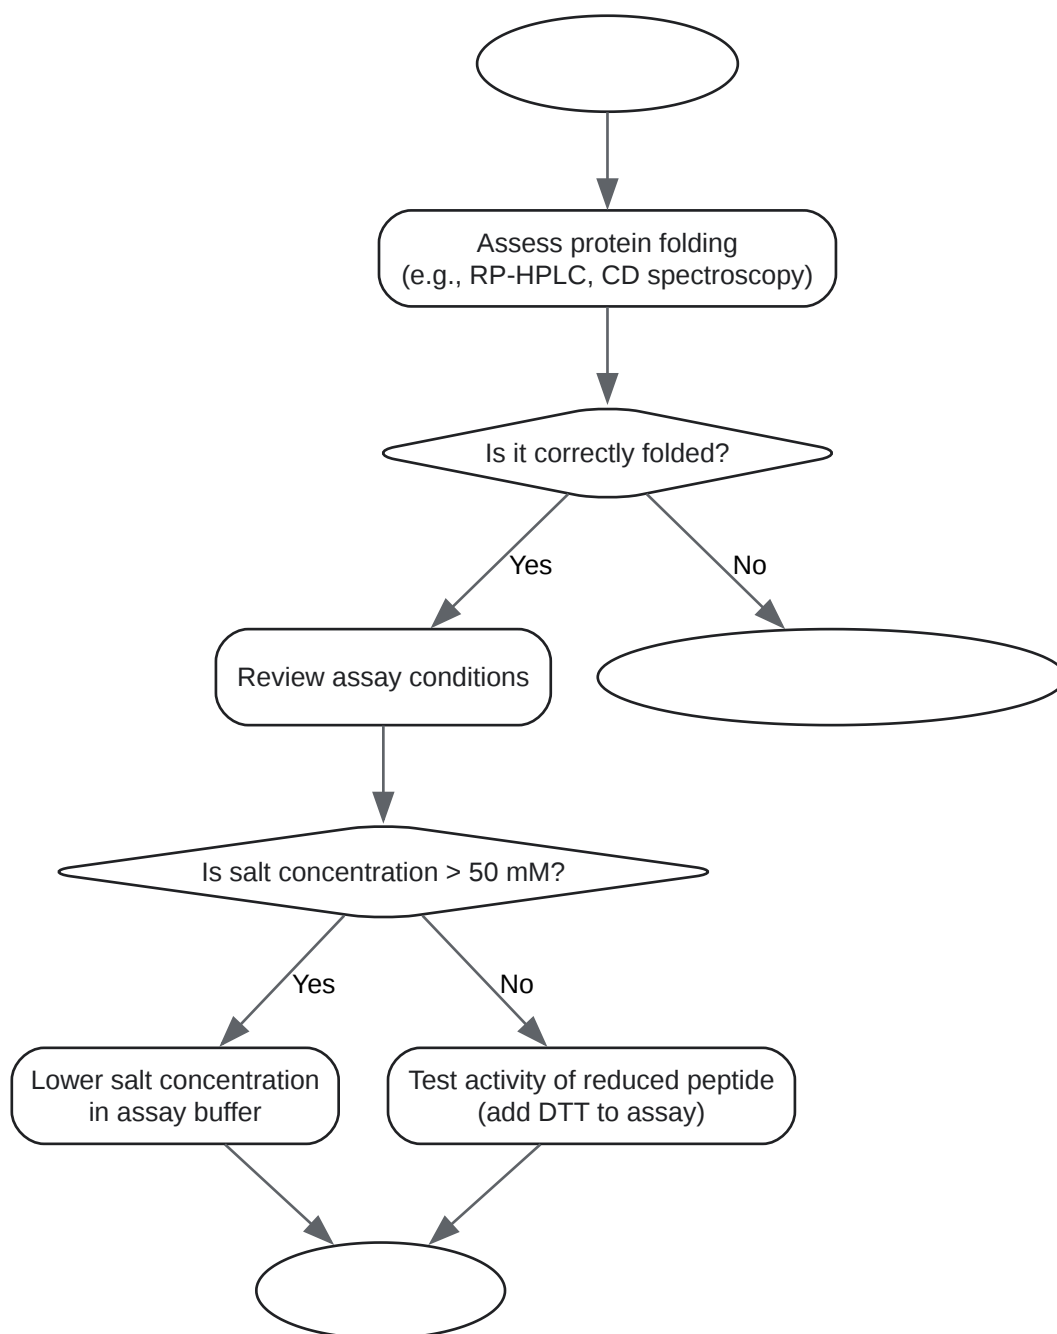 Assess protein folding
(e.g., RP-HPLC, CD spectroscopy)
Is it correctly folded?
Yes
No
Review assay conditions
Is salt concentration > 50 mM?
Yes
No
Lower salt concentration
in assay buffer
Test activity of reduced peptide
(add DTT to assay)